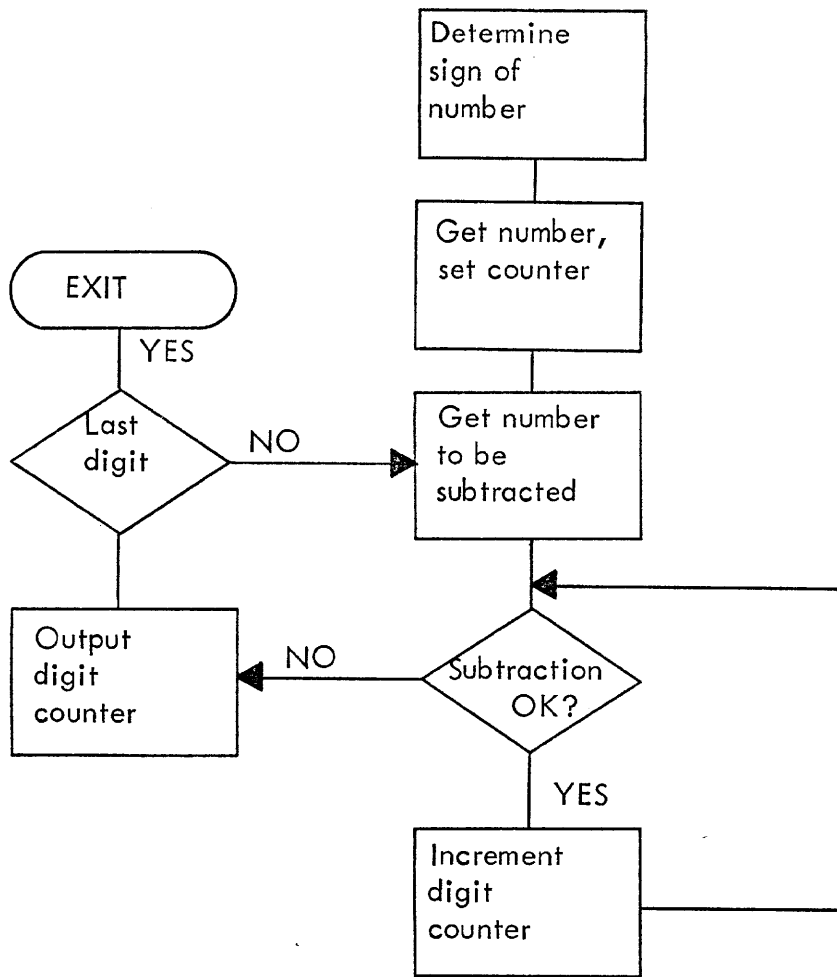 Determine
sign of
number
Get number,
set counter
EXIT
YES
Last
digit
NO
Get number
to be
subtracted
Output
digit
counter
NO
Subtraction
OK?
YES
Increment
digit
counter